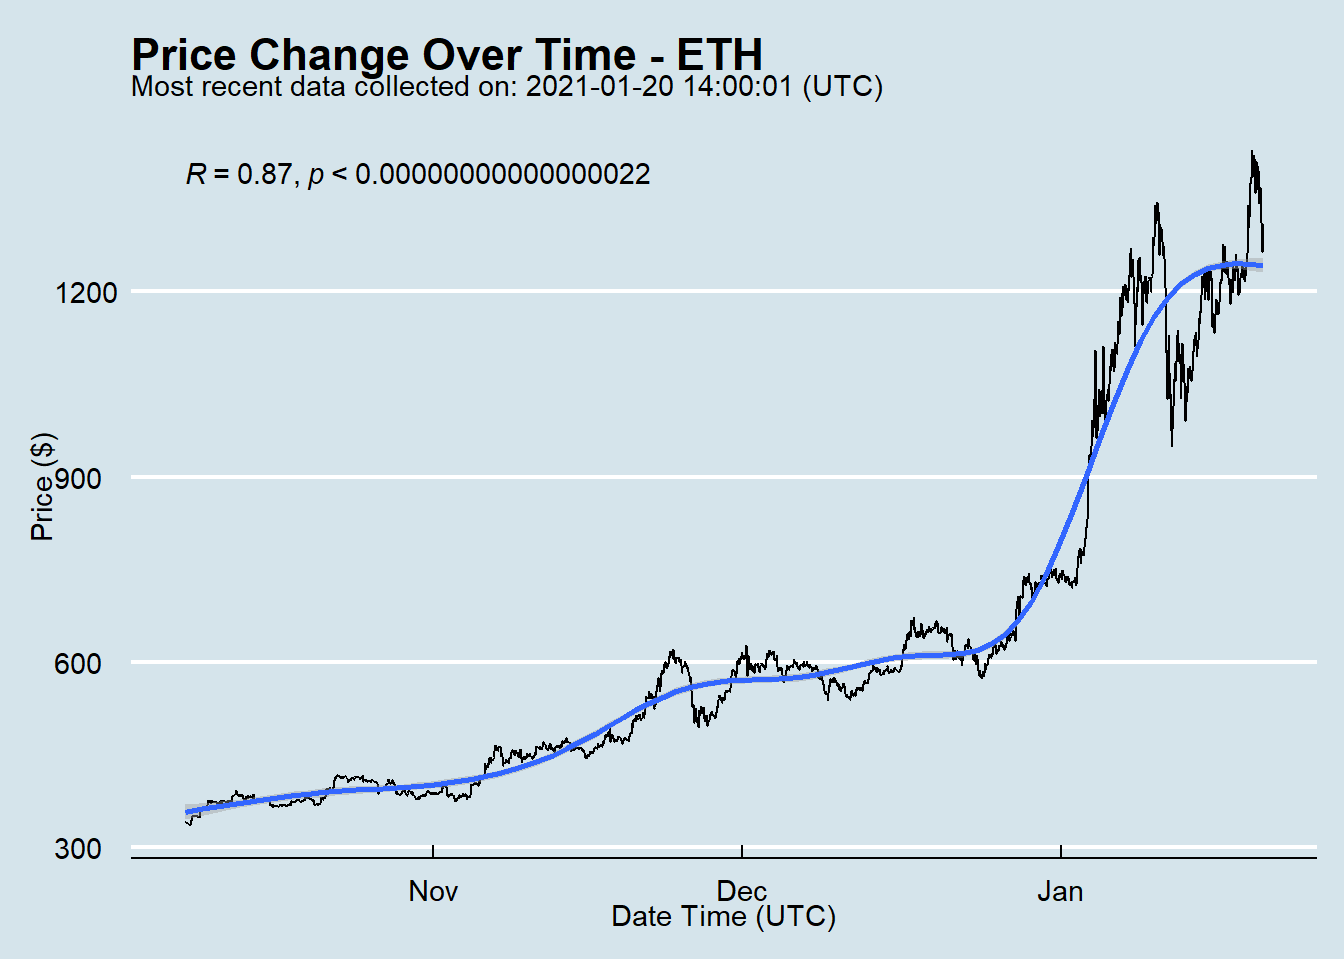 Price Change Over Time - ETH
Most recent data collected on: 2021-01-20 14:00:01 (UTC)
R = 0.87, p < 0.00000000000000022
1200
900
600
300
Price ($)
Nov
Dec
Jan
Date Time (UTC)